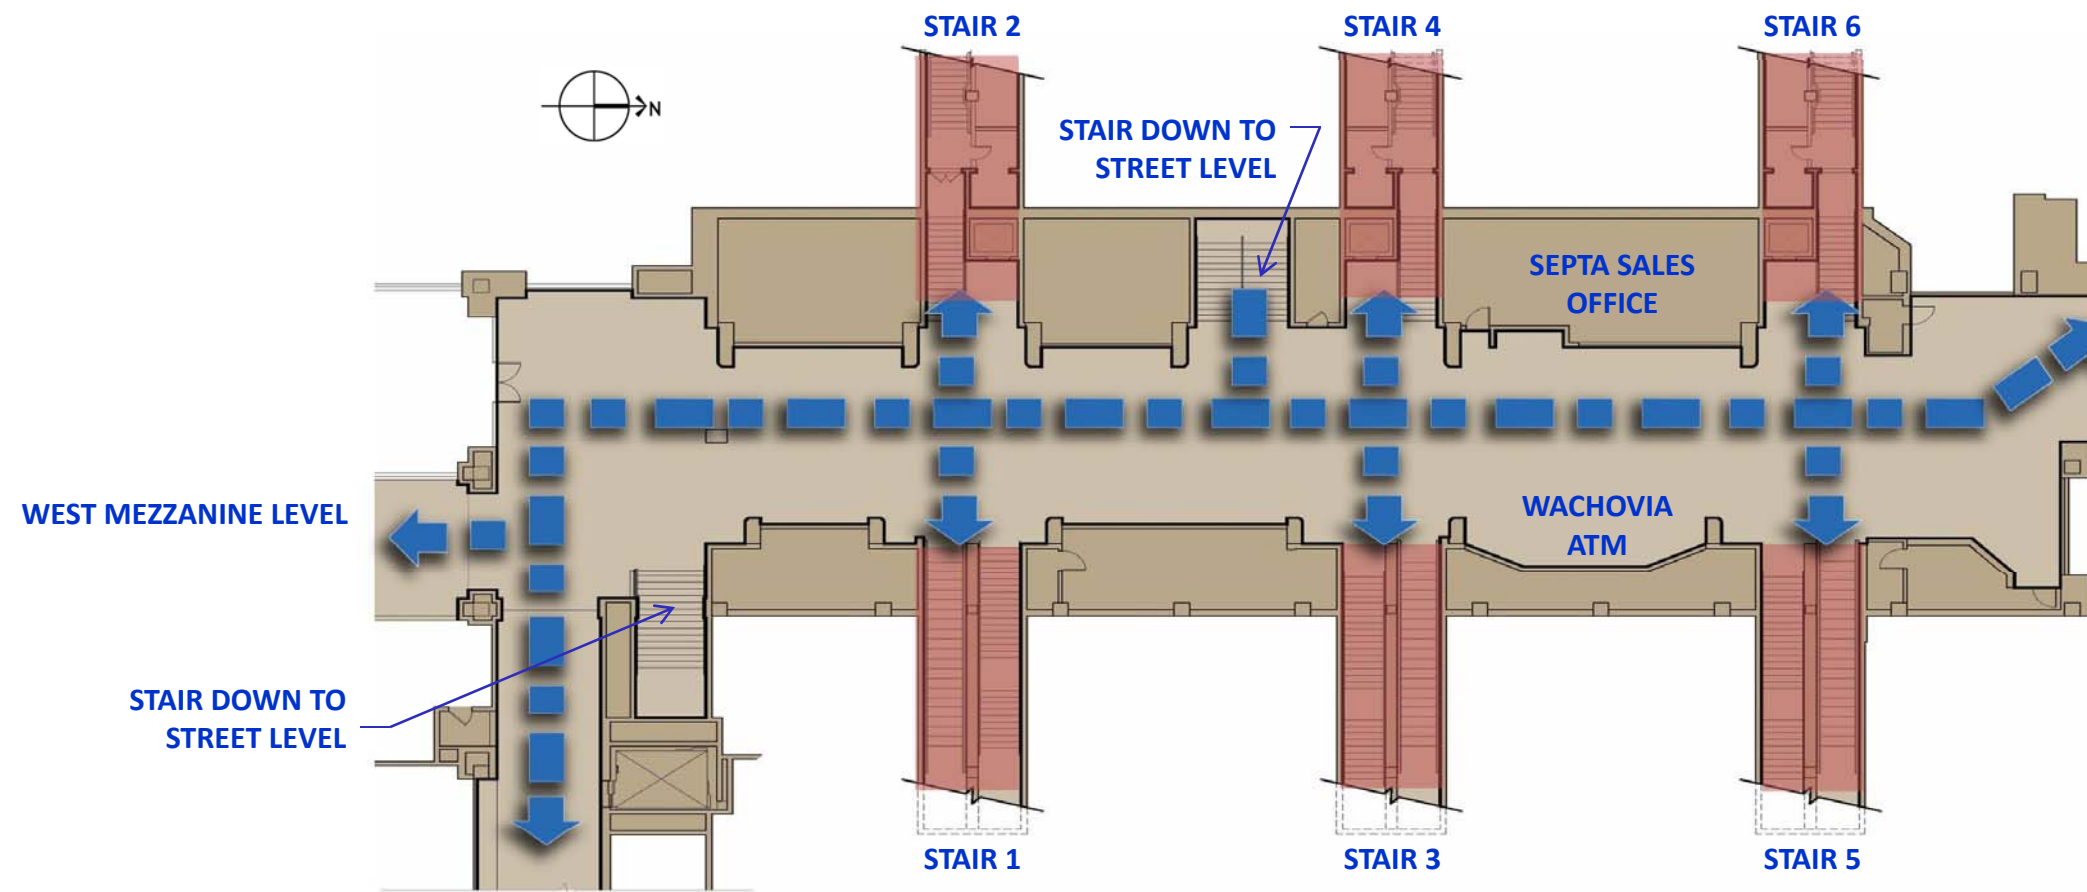 STAIR 2
STAIR 4
STAIR 6
N
STAIR DOWN TO
STREET LEVEL
SEPTA SALES
OFFICE
WEST MEZZANINE LEVEL
WACHOVIA
ATM
STAIR DOWN TO
STREET LEVEL
STAIR 1
STAIR 3
STAIR 5